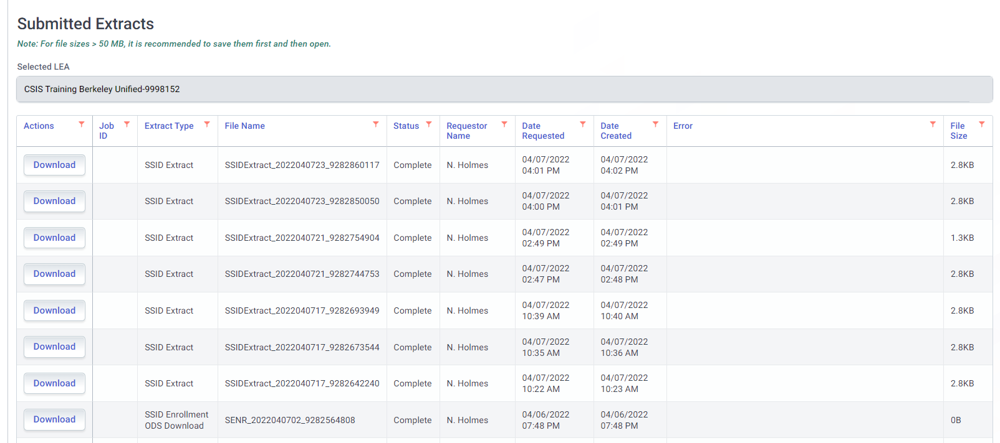 Submitted Extracts
Note: For file sizes > 50 MB, it is recommended to save them first and then open.
Selected LEA
CSIS Training Berkeley Unified-9998152
Actions Job ID Extract Type File Name Status Requestor Name Date Requested Date Created Error File Size
Download SSID Extract SSIDExtract_2022040723_9282860117 Complete N. Holmes 04/07/2022 04:01 PM 04/07/2022 04:02 PM 2.8KB
Download SSID Extract SSIDExtract_2022040723_9282850050 Complete N. Holmes 04/07/2022 04:00 PM 04/07/2022 04:01 PM 2.8KB
Download SSID Extract SSIDExtract_2022040721_9282754904 Complete N. Holmes 04/07/2022 02:49 PM 04/07/2022 02:49 PM 1.3KB
Download SSID Extract SSIDExtract_2022040721_9282744753 Complete N. Holmes 04/07/2022 02:47 PM 04/07/2022 02:48 PM 2.8KB
Download SSID Extract SSIDExtract_2022040717_9282693949 Complete N. Holmes 04/07/2022 10:39 AM 04/07/2022 10:40 AM 2.8KB
Download SSID Extract SSIDExtract_2022040717_9282673544 Complete N. Holmes 04/07/2022 10:35 AM 04/07/2022 10:36 AM 2.8KB
Download SSID Extract SSIDExtract_2022040717_9282642240 Complete N. Holmes 04/07/2022 10:22 AM 04/07/2022 10:23 AM 2.8KB
Download SSID Enrollment ODS Download SENR_2022040702_9282564808 Complete N. Holmes 04/06/2022 07:48 PM 04/06/2022 07:48 PM 0B